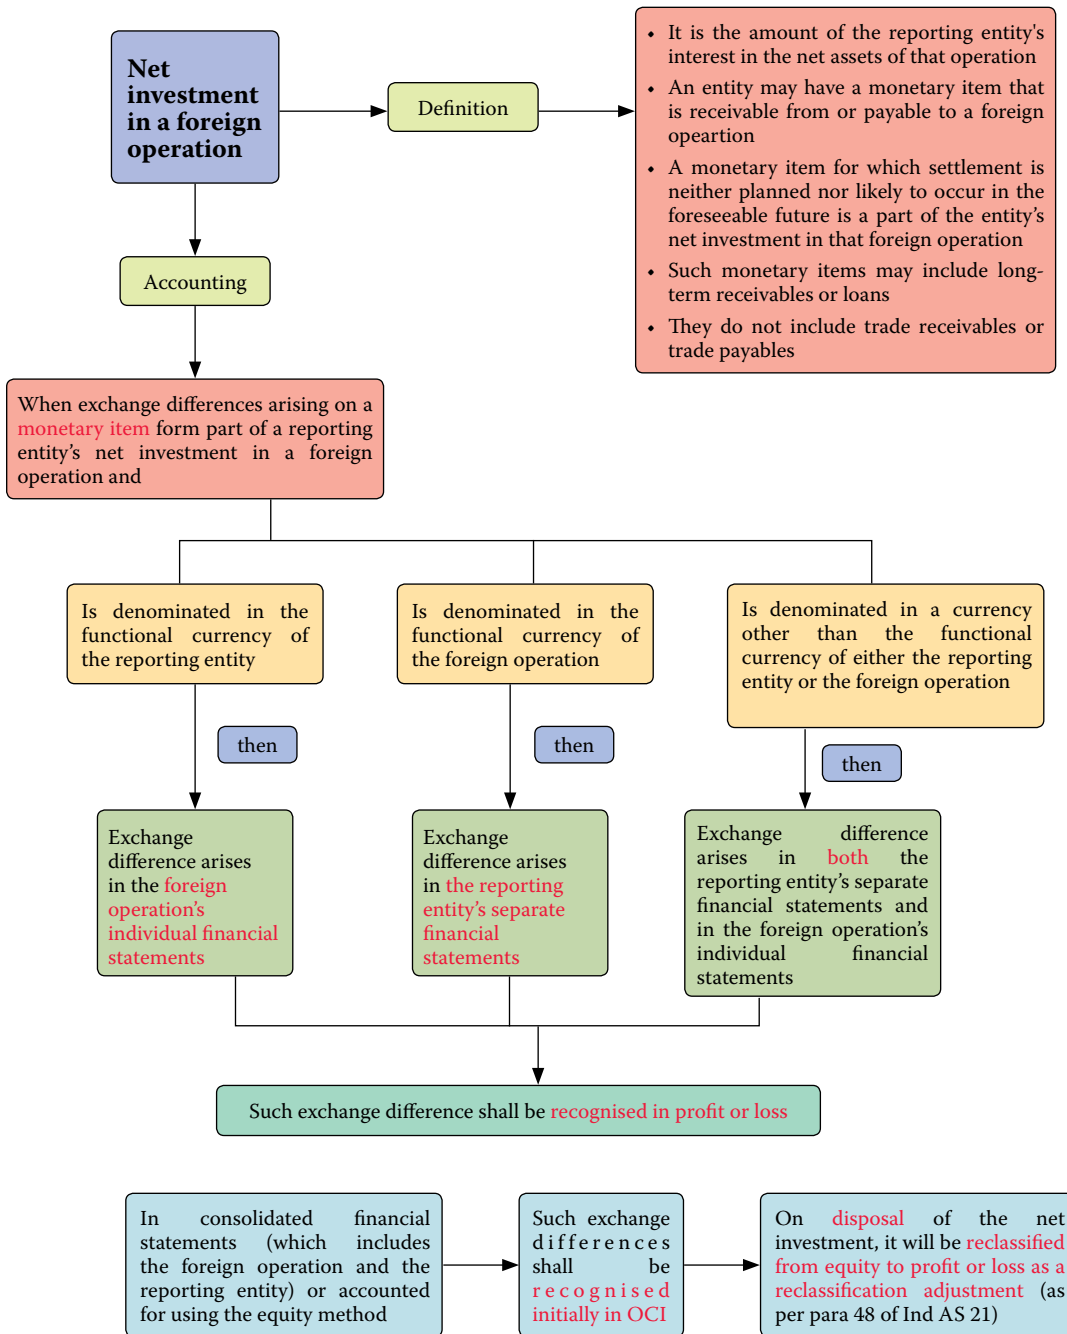 Net
investment
in a foreign
operation
Definition
• It is the amount of the reporting entity's
interest in the net assets of that operation
• An entity may have a monetary item that
is receivable from or payable to a foreign
opeartion
• A monetary item for which settlement is
neither planned nor likely to occur in the
foreseeable future is a part of the entity's
net investment in that foreign operation
• Such monetary items may include long-
term receivables or loans
• They do not include trade receivables or
trade payables
Accounting
When exchange differences arising on a
monetary item form part of a reporting
entity's net investment in a foreign
operation and
Is denominated in the
functional currency of
the reporting entity
Is denominated in the
functional currency of
the foreign operation
Is denominated in a currency
other than the functional
currency of either the reporting
entity or the foreign operation
then
then
then
Exchange
difference arises
in the foreign
operation's
individual financial
statements
Exchange
difference arises
in the reporting
entity's separate
financial
statements
Exchange difference
arises in both the
reporting entity's separate
financial statements and
in the foreign operation's
individual financial
statements
Such exchange difference shall be recognised in profit or loss
In consolidated financial
statements (which includes
the foreign operation and the
reporting entity) or accounted
for using the equity method
Such exchange
differences
shall be
recognised
initially in OCI
On disposal of the net
investment, it will be reclassified
from equity to profit or loss as a
reclassification adjustment (as
per para 48 of Ind AS 21)